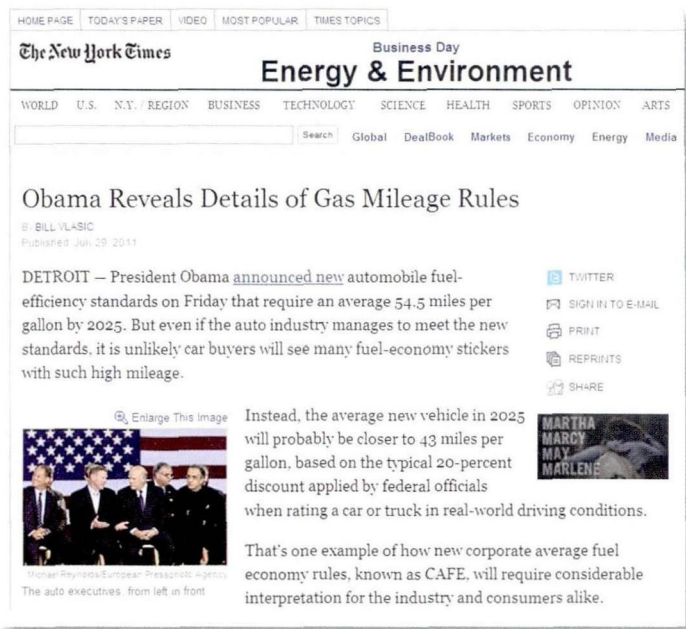 HOME PAGE TODAY'S PAPER VIDEO MOST POPULAR TIMES TOPICS
The New York Times
Business Day
Energy & Environment
WORLD U.S. N.Y. / REGION BUSINESS TECHNOLOGY SCIENCE HEALTH SPORTS OPINION ARTS
Search Global DealBook Markets Economy Energy Media
Obama Reveals Details of Gas Mileage Rules
By BILL VLASIC
Published: July 29, 2011
DETROIT — President Obama announced new automobile fuel-
efficiency standards on Friday that require an average 54.5 miles per
gallon by 2025. But even if the auto industry manages to meet the new
standards, it is unlikely car buyers will see many fuel-economy stickers
with such high mileage.
TWITTER
SIGN IN TO E-MAIL
PRINT
REPRINTS
SHARE
Enlarge This Image
Michael Reynolds/European Pressphoto Agency
The auto executives, from left in front
Instead, the average new vehicle in 2025
will probably be closer to 43 miles per
gallon, based on the typical 20-percent
discount applied by federal officials
when rating a car or truck in real-world driving conditions.
MARTHA
MARCY
MAY
MARLENE
That's one example of how new corporate average fuel
economy rules, known as CAFE, will require considerable
interpretation for the industry and consumers alike.